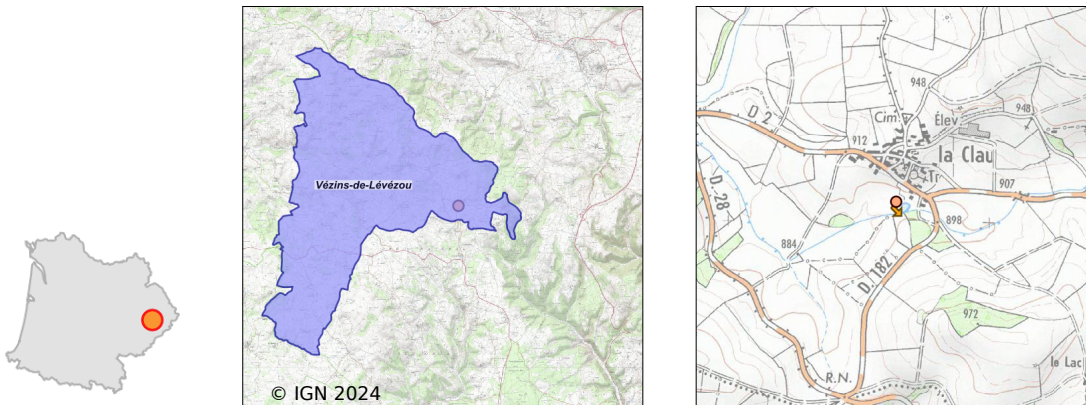 Vézins-de-Lévézou
© IGN 2024
948
948
Cim.
Élev
D 2
912
la Clau
Tr
907
D. 28
898
884
D. 182
972
le Lac
R.N.